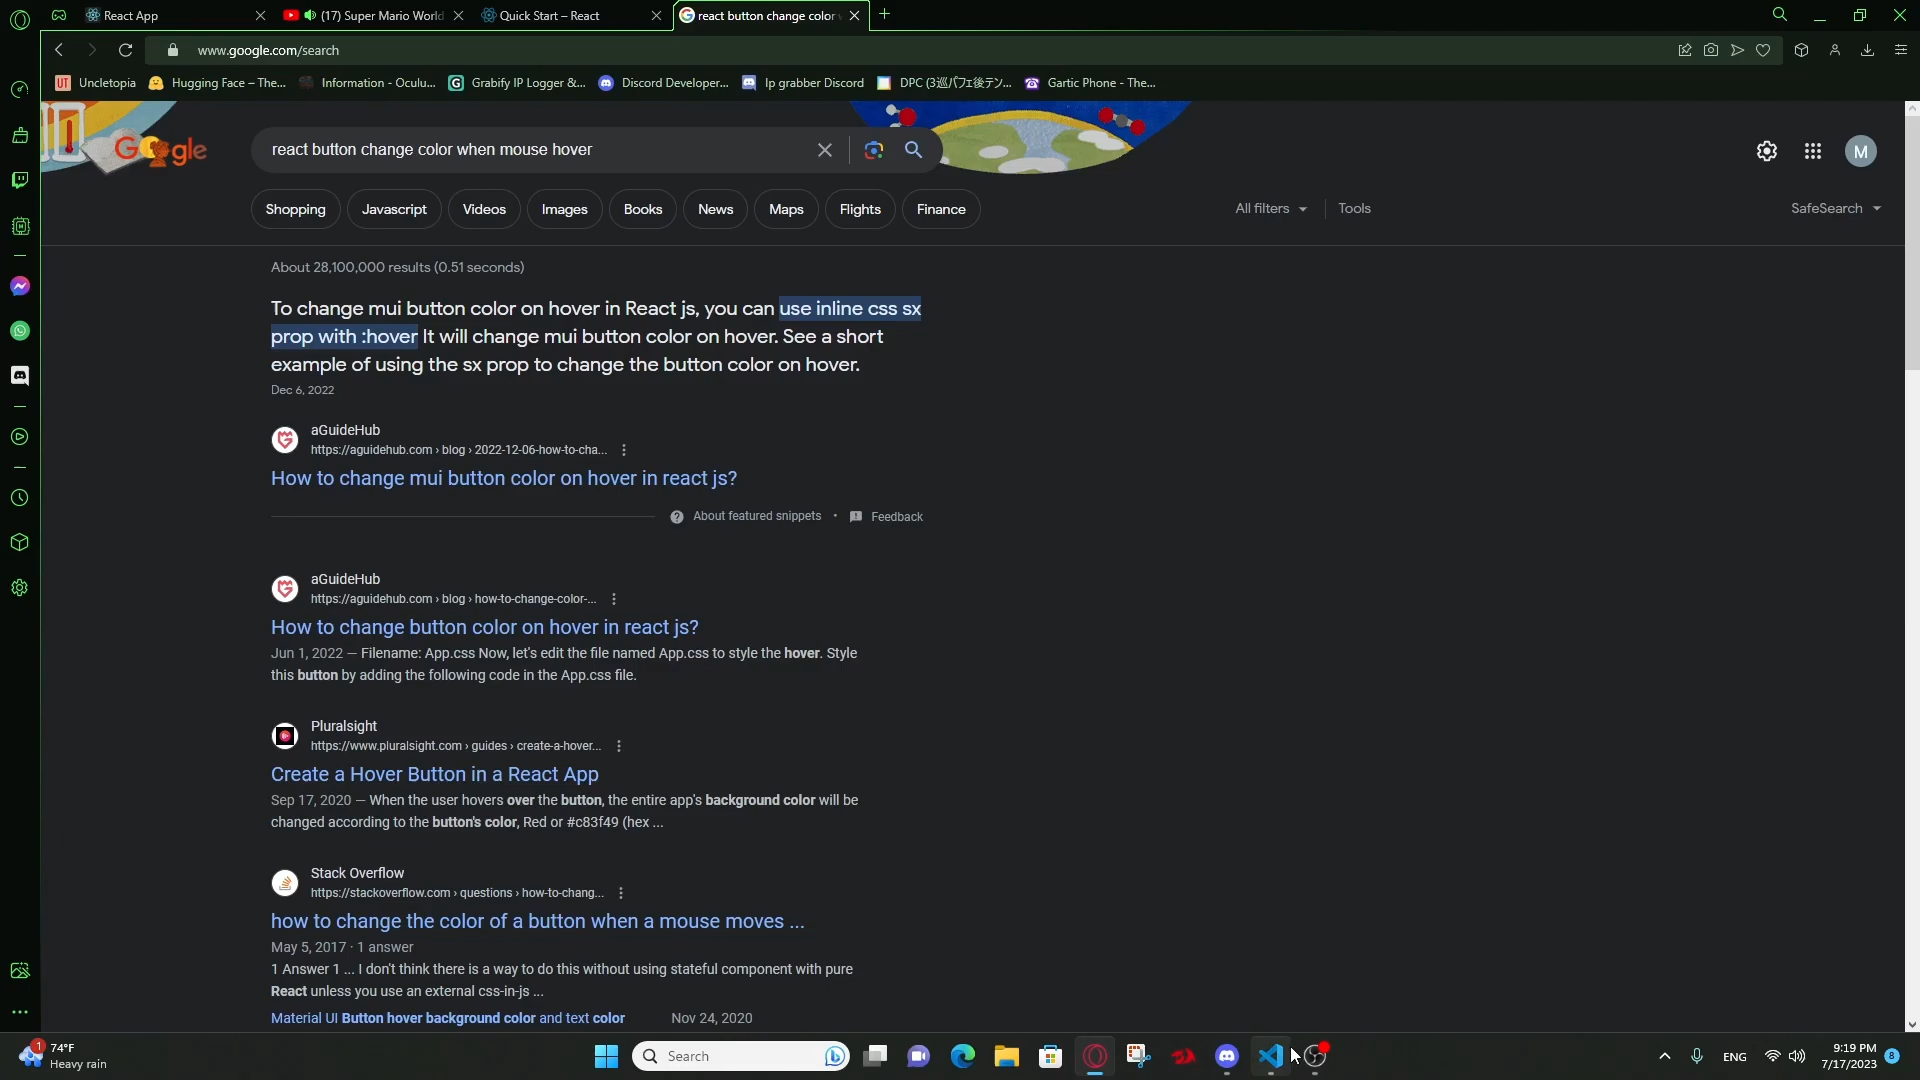 React App
(17) Super Mario World
Quick Start – React
react button change color
www.google.com/search
UT Uncletopia
Hugging Face – The...
Information - Oculu...
Grabify IP Logger &...
Discord Developer...
Ip grabber Discord
DPC (3巡パフェ後テン...
Gartic Phone - The...
Google
react button change color when mouse hover
M
Shopping
Javascript
Videos
Images
Books
News
Maps
Flights
Finance
All filters
Tools
SafeSearch
About 28,100,000 results (0.51 seconds)
To change mui button color on hover in React js, you can use inline css sx
prop with :hover It will change mui button color on hover. See a short
example of using the sx prop to change the button color on hover.
Dec 6, 2022
aGuideHub
https://aguidehub.com › blog › 2022-12-06-how-to-cha...
How to change mui button color on hover in react js?
About featured snippets • Feedback
aGuideHub
https://aguidehub.com › blog › how-to-change-color-...
How to change button color on hover in react js?
Jun 1, 2022 — Filename: App.css Now, let's edit the file named App.css to style the hover. Style
this button by adding the following code in the App.css file.
Pluralsight
https://www.pluralsight.com › guides › create-a-hover...
Create a Hover Button in a React App
Sep 17, 2020 — When the user hovers over the button, the entire app's background color will be
changed according to the button's color, Red or #c83f49 (hex ...
Stack Overflow
https://stackoverflow.com › questions › how-to-chang...
how to change the color of a button when a mouse moves ...
May 5, 2017 · 1 answer
1 Answer 1 ... I don't think there is a way to do this without using stateful component with pure
React unless you use an external css-in-js ...
Material UI Button hover background color and text color
Nov 24, 2020
1
74°F
Heavy rain
Search
ENG
9:19 PM
7/17/2023
8